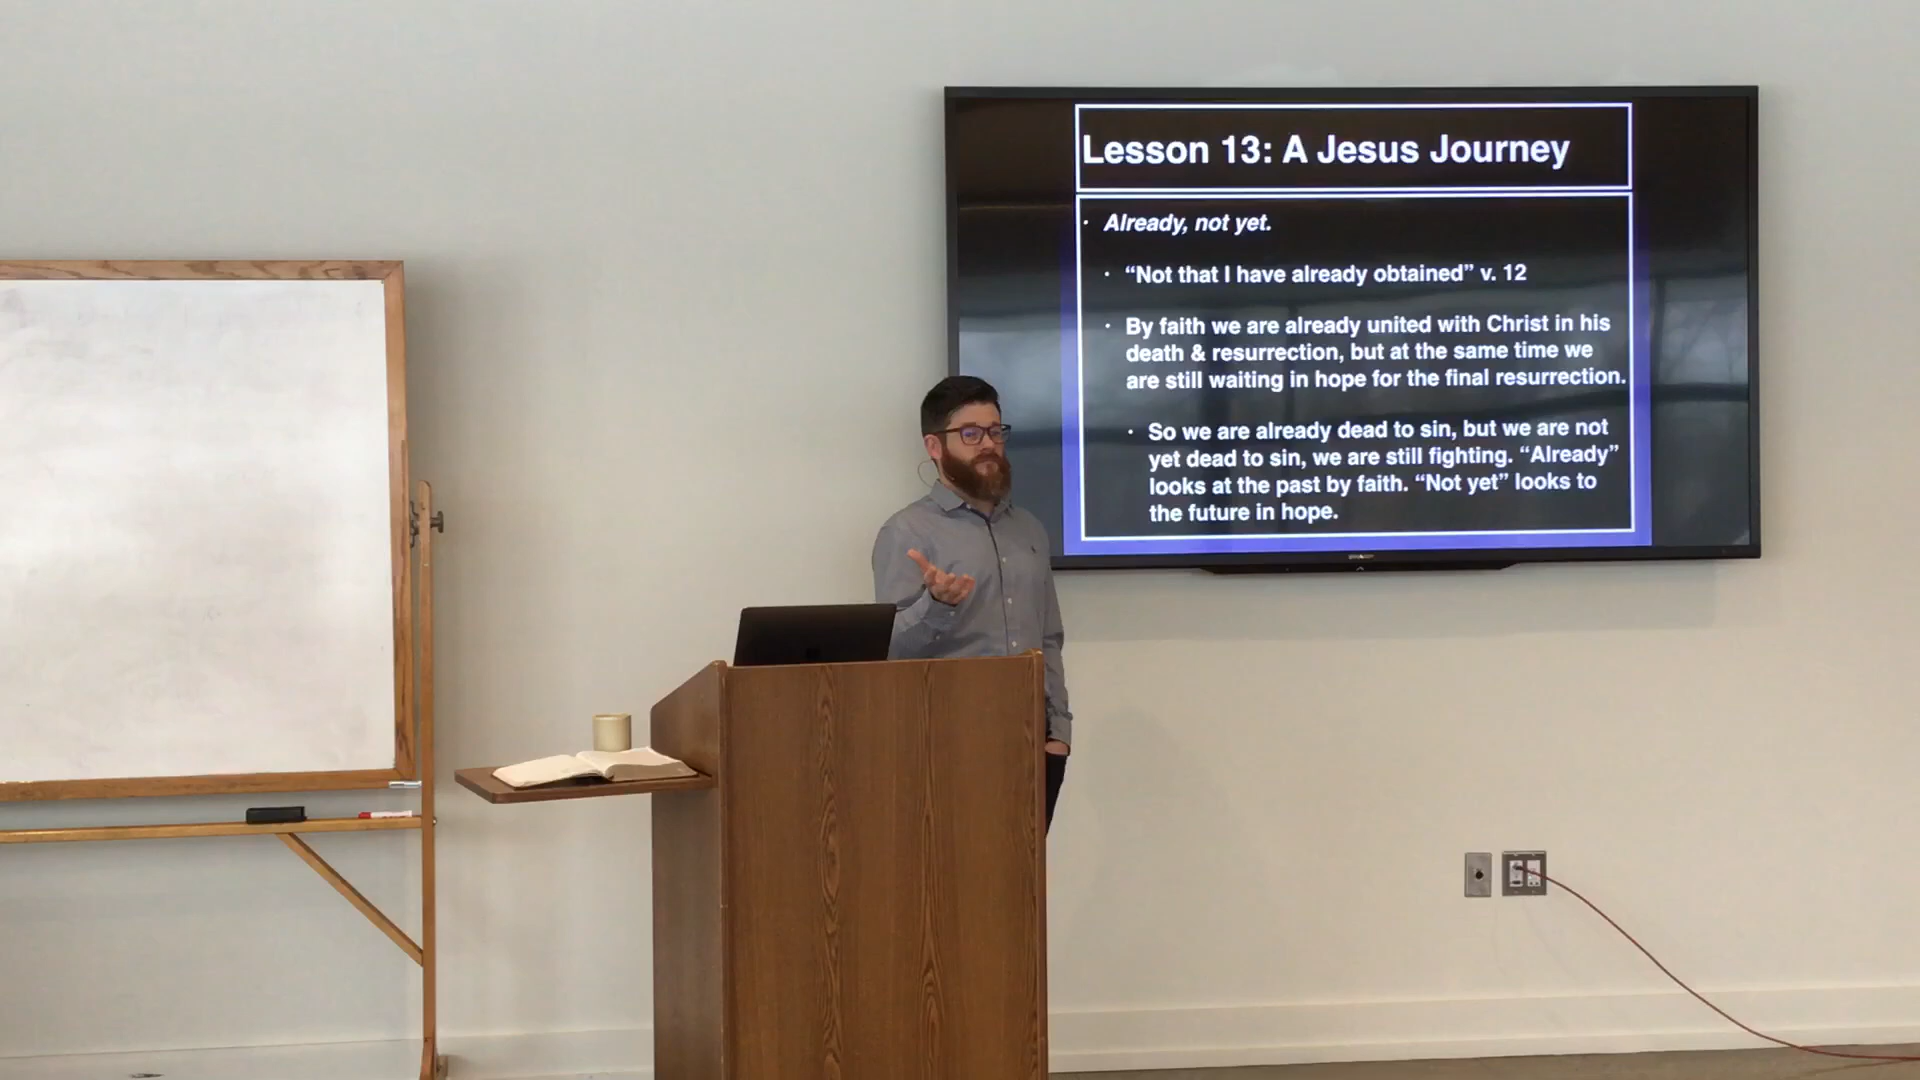 Lesson 13: A Jesus Journey
• Already, not yet.
• “Not that I have already obtained” v. 12
• By faith we are already united with Christ in his
death & resurrection, but at the same time we
are still waiting in hope for the final resurrection.
• So we are already dead to sin, but we are not
yet dead to sin, we are still fighting. “Already”
looks at the past by faith. “Not yet” looks to
the future in hope.